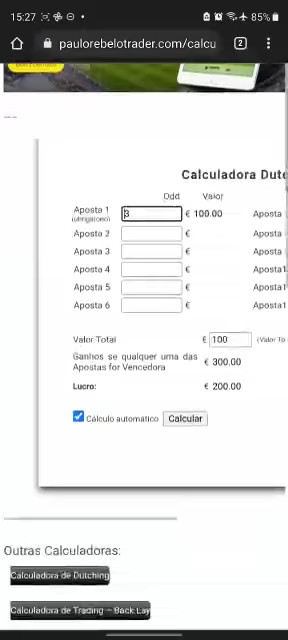 15:27 85%
paulorebelotrader.com/calcu 2
Calculadora Dutc
Odd Valor
Aposta 1 3 € 100.00 Aposta
(obrigatório)
Aposta 2 € Aposta
Aposta 3 € Aposta
Aposta 4 € Aposta1
Aposta 5 € Aposta1
Aposta 6 € Aposta1
Valor Total € 100 (Valor To
Ganhos se qualquer uma das € 300.00
Apostas for Vencedora
Lucro: € 200.00
Cálculo automático Calcular
Outras Calculadoras:
Calculadora de Dutching
Calculadora de Trading – Back Lay